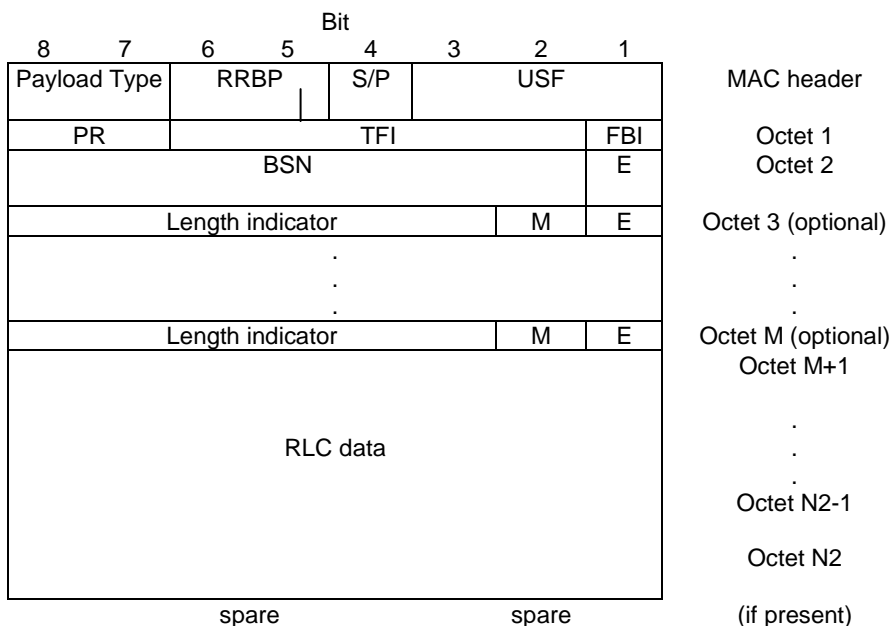 Bit
8 7 6 5 4 3 2 1
Payload Type RRBP S/P USF MAC header
PR TFI FBI Octet 1
BSN E Octet 2
Length indicator M E Octet 3 (optional)
. .
. .
. .
Length indicator M E Octet M (optional)
Octet M+1
.
RLC data .
.
Octet N2-1
Octet N2
spare spare (if present)